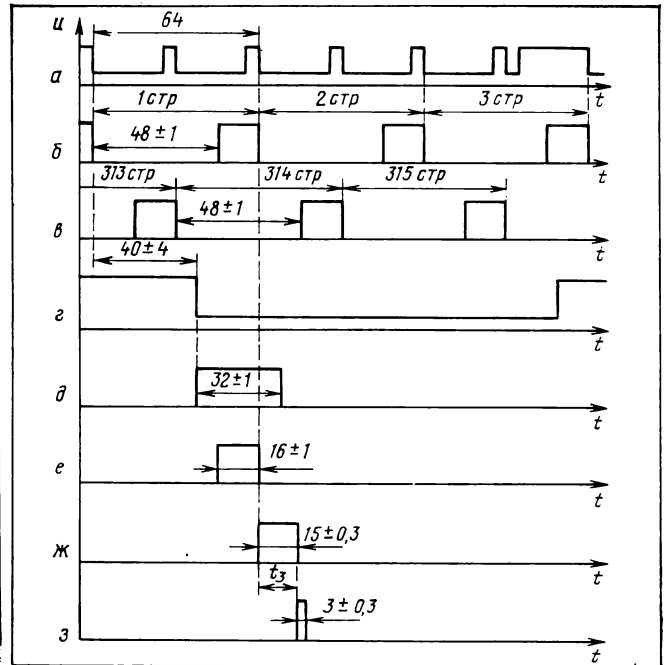 и
64
а
t
1 стр
2 стр
3 стр
б
48±1
t
313 стр
314 стр
315 стр
в
48±1
t
40±4
г
t
д
32±1
t
е
16±1
t
ж
15±0,3
t
t₃
з
3±0,3
t